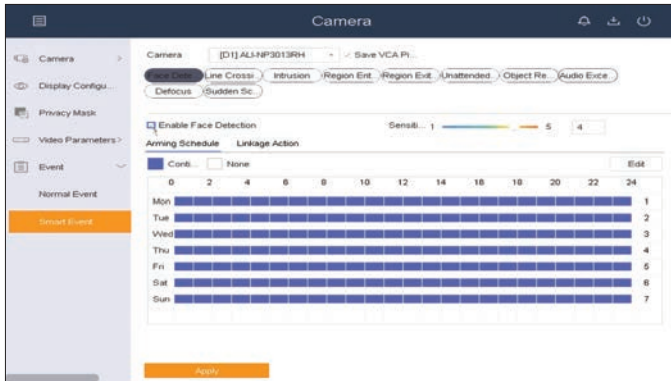 Camera
Camera [D1] ALI-NP3013RH Save VCA Pi...
Camera
Display Configu...
Privacy Mask
Video Parameters
Event
Normal Event
Smart Event
Face Dete... Line Crossi... Intrusion Region Ent... Region Exit... Unattended... Object Re... Audio Exce...
Defocus Sudden Sc...
Enable Face Detection Sensiti... 1 5 4
Arming Schedule Linkage Action
Conti... None Edit
0 2 4 6 8 10 12 14 16 18 20 22 24
Mon 1
Tue 2
Wed 3
Thu 4
Fri 5
Sat 6
Sun 7
Apply